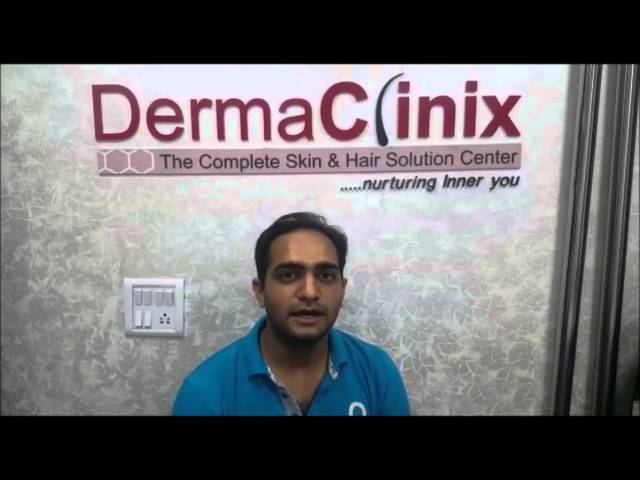 DermaClinix
The Complete Skin & Hair Solution Center
.....nurturing Inner you